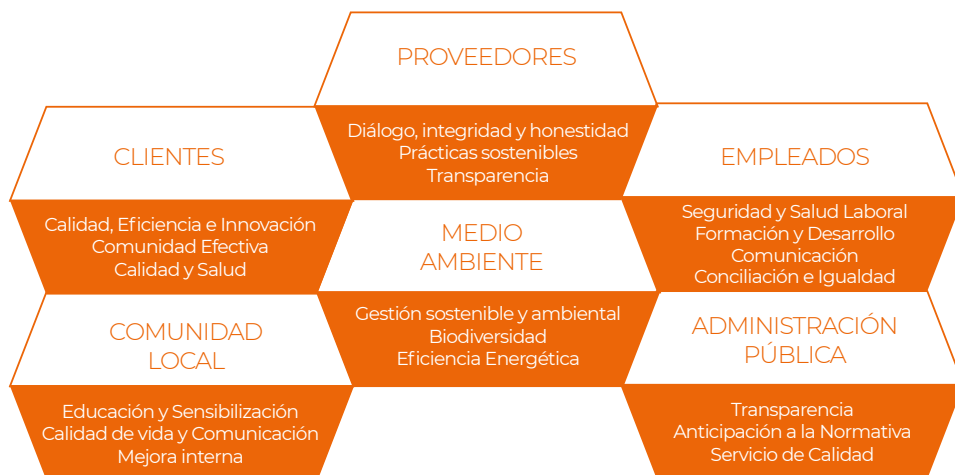 PROVEEDORES
Diálogo, integridad y honestidad
Prácticas sostenibles
Transparencia
CLIENTES
Calidad, Eficiencia e Innovación
Comunidad Efectiva
Calidad y Salud
EMPLEADOS
Seguridad y Salud Laboral
Formación y Desarrollo
Comunicación
Conciliación e Igualdad
MEDIO
AMBIENTE
Gestión sostenible y ambiental
Biodiversidad
Eficiencia Energética
COMUNIDAD
LOCAL
Educación y Sensibilización
Calidad de vida y Comunicación
Mejora interna
ADMINISTRACIÓN
PÚBLICA
Transparencia
Anticipación a la Normativa
Servicio de Calidad